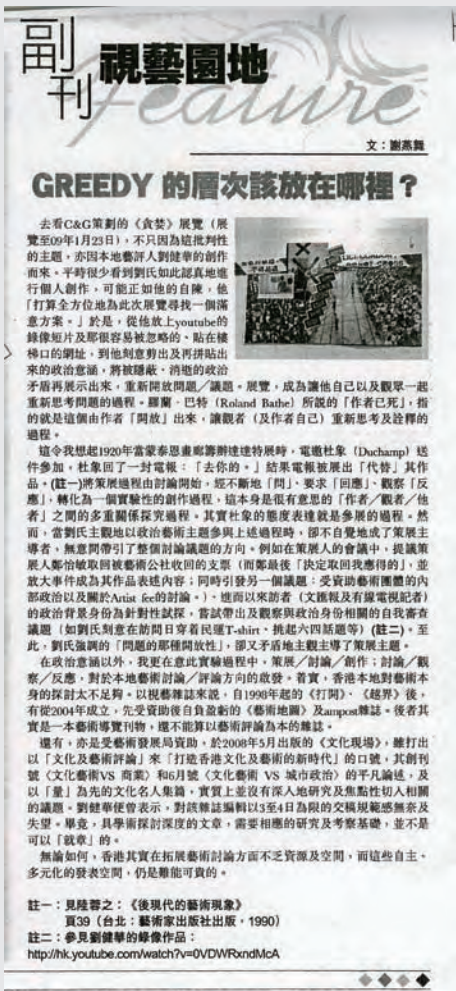 副刊
視藝園地
feature
文：謝燕舞
GREEDY 的層次該放在哪裡？
去看C&G策劃的《貪婪》展覽（展
覽至09年1月23日），不只因為這批判性
的主題，亦因本地藝評人劉健華的創作
而來。平時很少看到劉氏如此認真地進
行個人創作，可能正如他的自陳，他
「打算全方位地為此次展覽尋找一個滿
意方案。」於是，從他放上youtube的
錄像短片及那很容易被忽略的、貼在樓
梯口的網址，到他刻意剪出及再拼貼出
來的政治意涵，將被隱蔽、消逝的政治
矛盾再展示出來，重新開放問題／議題。展覽，成為讓他自己以及觀眾一起
重新思考問題的過程。羅蘭．巴特（Roland Bathe）所說的「作者已死」，指
的就是這個由作者「開放」出來，讓觀者（及作者自己）重新思考及詮釋的
過程。
這令我想起1920年當蒙泰恩畫廊籌辦達達特展時，電邀杜象（Duchamp）送
件參加，杜象回了一封電報：「去你的。」結果電報被展出「代替」其作
品。(註一)將策展過程由討論開始，經不斷地「問」、要求「回應」、觀察「反
應」，轉化為一個實驗性的創作過程，這本身是很有意思的「作者／觀者／他
者」之間的多重關係探究過程。其實杜象的態度表達就是參展的過程。然
而，當劉氏主觀地以政治藝術主題參與上述過程時，卻不自覺地成了策展主
導者，無意間帶引了整個討論議題的方向。例如在策展人的會議中，提議策
展人鄭怡敏取回被藝術公社收回的支票（而鄭最後「決定取回我應得的」，並
放大事件成為其作品表述內容；同時引發另一個議題：受資助藝術團體的內
部政治以及關於Artist fee的討論。）、進而以來訪者（文匯報及有線電視記者）
的政治背景身份為針對性試探，嘗試帶出及觀察與政治身份相關的自我審查
議題（如劉氏刻意在訪問日穿着民運T-shirt、挑起六四話題等）(註二)。至
此，劉氏強調的「問題的那種開放性」，卻又矛盾地主觀主導了策展主題。
在政治意涵以外，我更在意此實驗過程中，策展／討論／創作；討論／觀
察／反應，對於本地藝術討論／評論方向的啟發。着實，香港本地對藝術本
身的探討太不足夠。以視藝雜誌來說，自1998年起的《打開》、《越界》後，
有從2004年成立，先受資助後自負盈虧的《藝術地圖》及ampost雜誌。後者其
實是一本藝術導覽刊物，還不能算以藝術評論為本的雜誌。
還有，亦是受藝術發展局資助，於2008年5月出版的《文化現場》，雖打出
以「文化及藝術評論」來「打造香港文化及藝術的新時代」的口號，其創刊
號〈文化藝術VS 商業〉和6月號〈文化藝術 VS 城市政治〉的平凡論述，及
以「量」為先的文化名人集篇，實質上並沒有深入地研究及焦點性切入相關
的議題。劉健華便曾表示，對該雜誌編輯以3至4日為限的交稿規範感無奈及
失望。畢竟，具學術探討深度的文章，需要相應的研究及考察基礎，並不是
可以「就章」的。
無論如何，香港其實在拓展藝術討論方面不乏資源及空間，而這些自主、
多元化的發表空間，仍是難能可貴的。
註一：見陸蓉之：《後現代的藝術現象》
頁39（台北：藝術家出版社出版，1990）
註二：參見劉健華的錄像作品：
http://hk.youtube.com/watch?v=0VDWRxndMcA